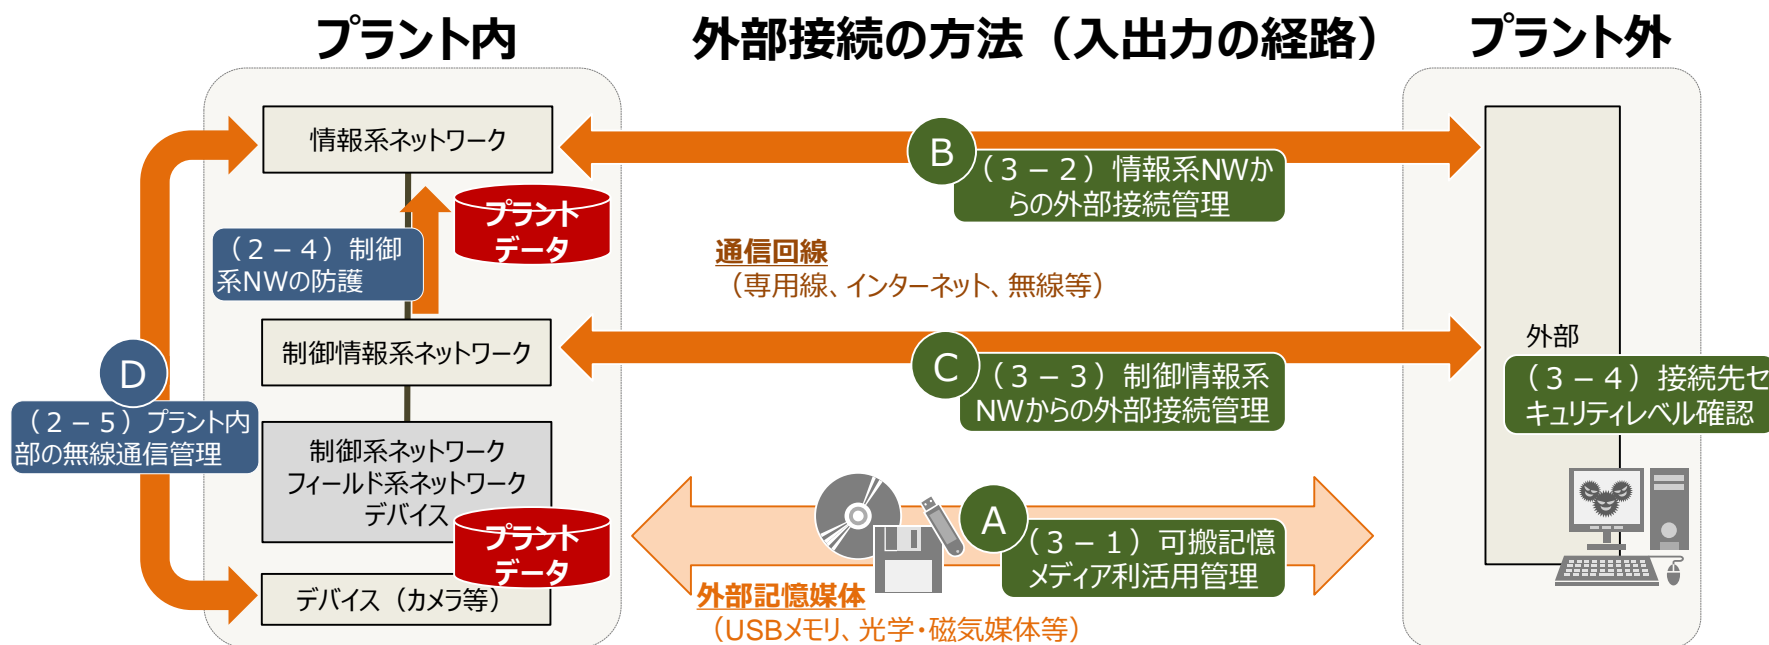 プラント内
外部接続の方法（入出力の経路）
プラント外
情報系ネットワーク
B
（３－２）情報系NWか
らの外部接続管理
プラント
データ
（２－４）制御
系NWの防護
通信回線
（専用線、インターネット、無線等）
制御情報系ネットワーク
外部
D
C
（３－３）制御情報系
NWからの外部接続管理
（３－４）接続先セ
キュリティレベル確認
（２－５）プラント内
部の無線通信管理
制御系ネットワーク
フィールド系ネットワーク
デバイス
プラント
データ
A
（３－１）可搬記憶
メディア利活用管理
デバイス（カメラ等）
外部記憶媒体
（USBメモリ、光学・磁気媒体等）